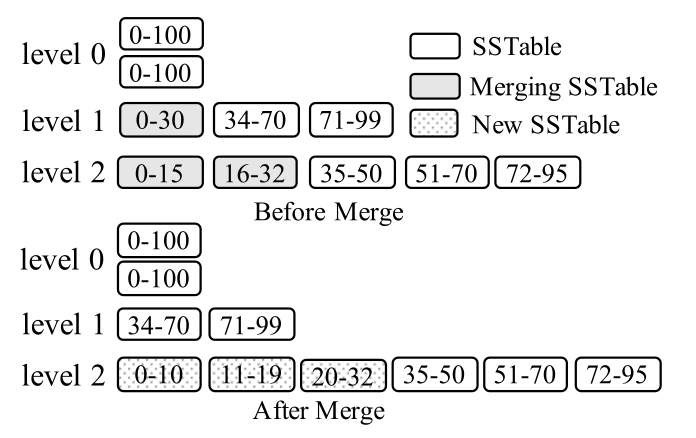 level 0
0-100
0-100
SSTable
Merging SSTable
New SSTable
level 1 0-30 34-70 71-99
level 2 0-15 16-32 35-50 51-70 72-95
Before Merge
level 0
0-100
0-100
level 1 34-70 71-99
level 2 0-10 11-19 20-32 35-50 51-70 72-95
After Merge